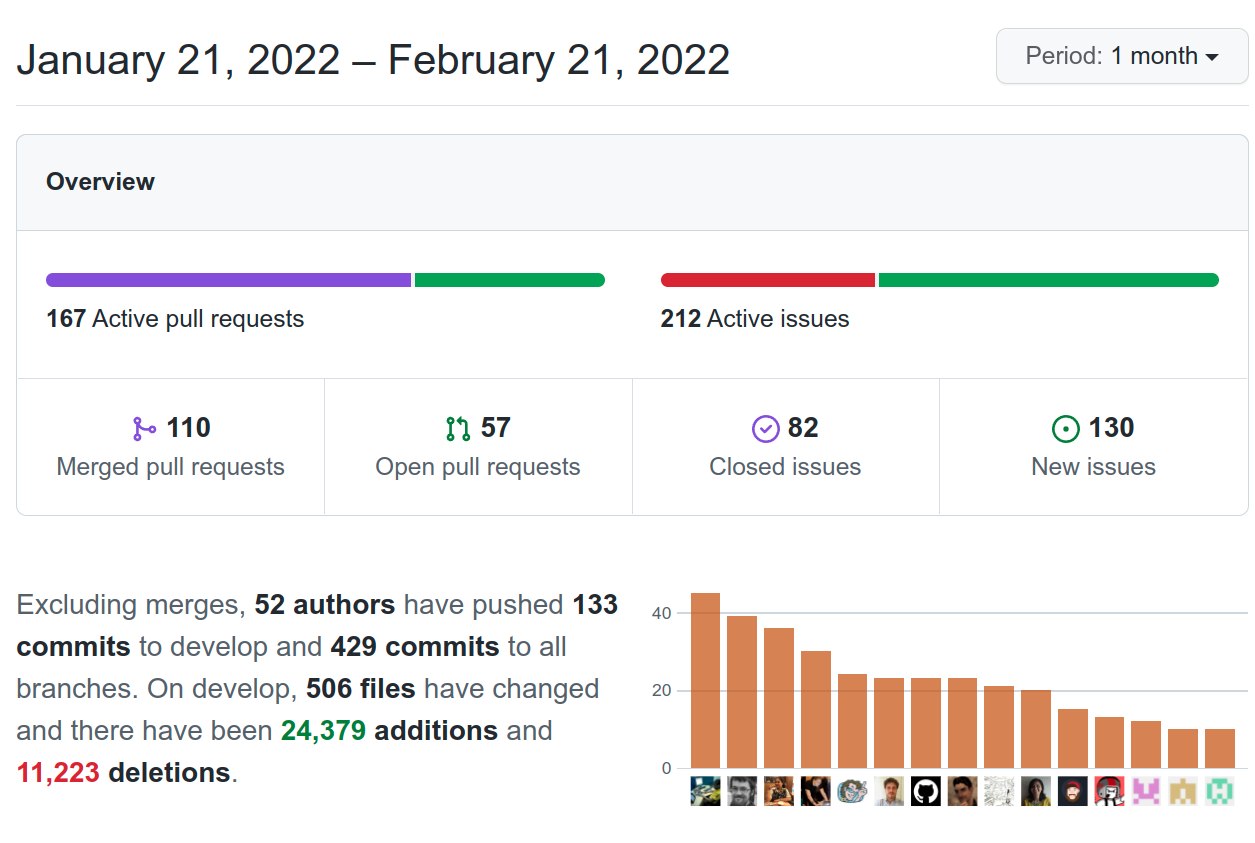 January 21, 2022 – February 21, 2022
Period: 1 month
Overview
167 Active pull requests
212 Active issues
110
Merged pull requests
57
Open pull requests
82
Closed issues
130
New issues
Excluding merges, 52 authors have pushed 133
commits to develop and 429 commits to all
branches. On develop, 506 files have changed
and there have been 24,379 additions and
11,223 deletions.
40
20
0